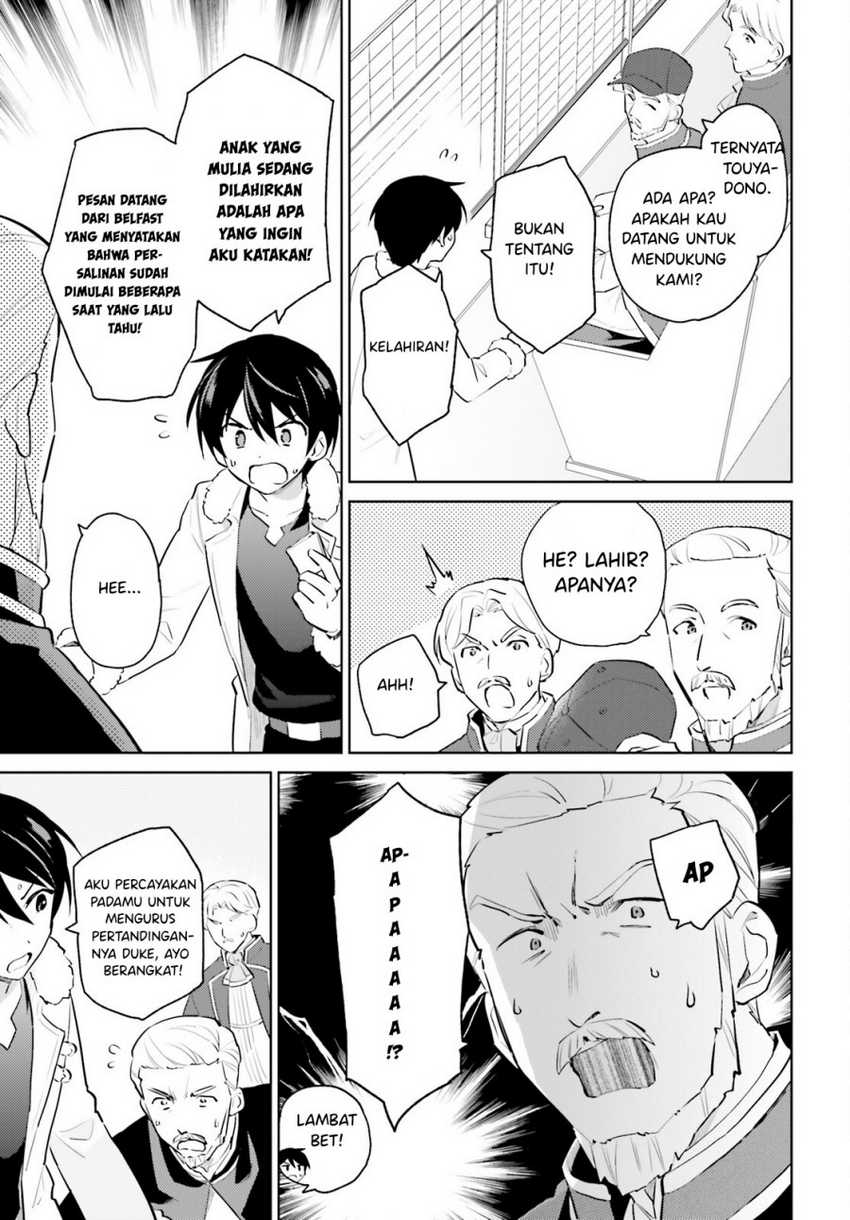 TERNYATA
TOUYA-
DONO.
ADA APA?
APAKAH KAU
DATANG UNTUK
MENDUKUNG
KAMI?
BUKAN
TENTANG
ITU!
KELAHIRAN!
ANAK YANG
MULIA SEDANG
DILAHIRKAN
ADALAH APA
YANG INGIN
AKU KATAKAN!
PESAN DATANG
DARI BELFAST
YANG MENYATAKAN
BAHWA PER-
SALINAN SUDAH
DIMULAI BEBERAPA
SAAT YANG LALU
TAHU!
HEE...
HE? LAHIR?
APANYA?
AHH!
AP
AP-
A
P
A
A
A
A
A
A
!?
LAMBAT
BET!
AKU PERCAYAKAN
PADAMU UNTUK
MENGURUS
PERTANDINGAN-
NYA DUKE, AYO
BERANGKAT!